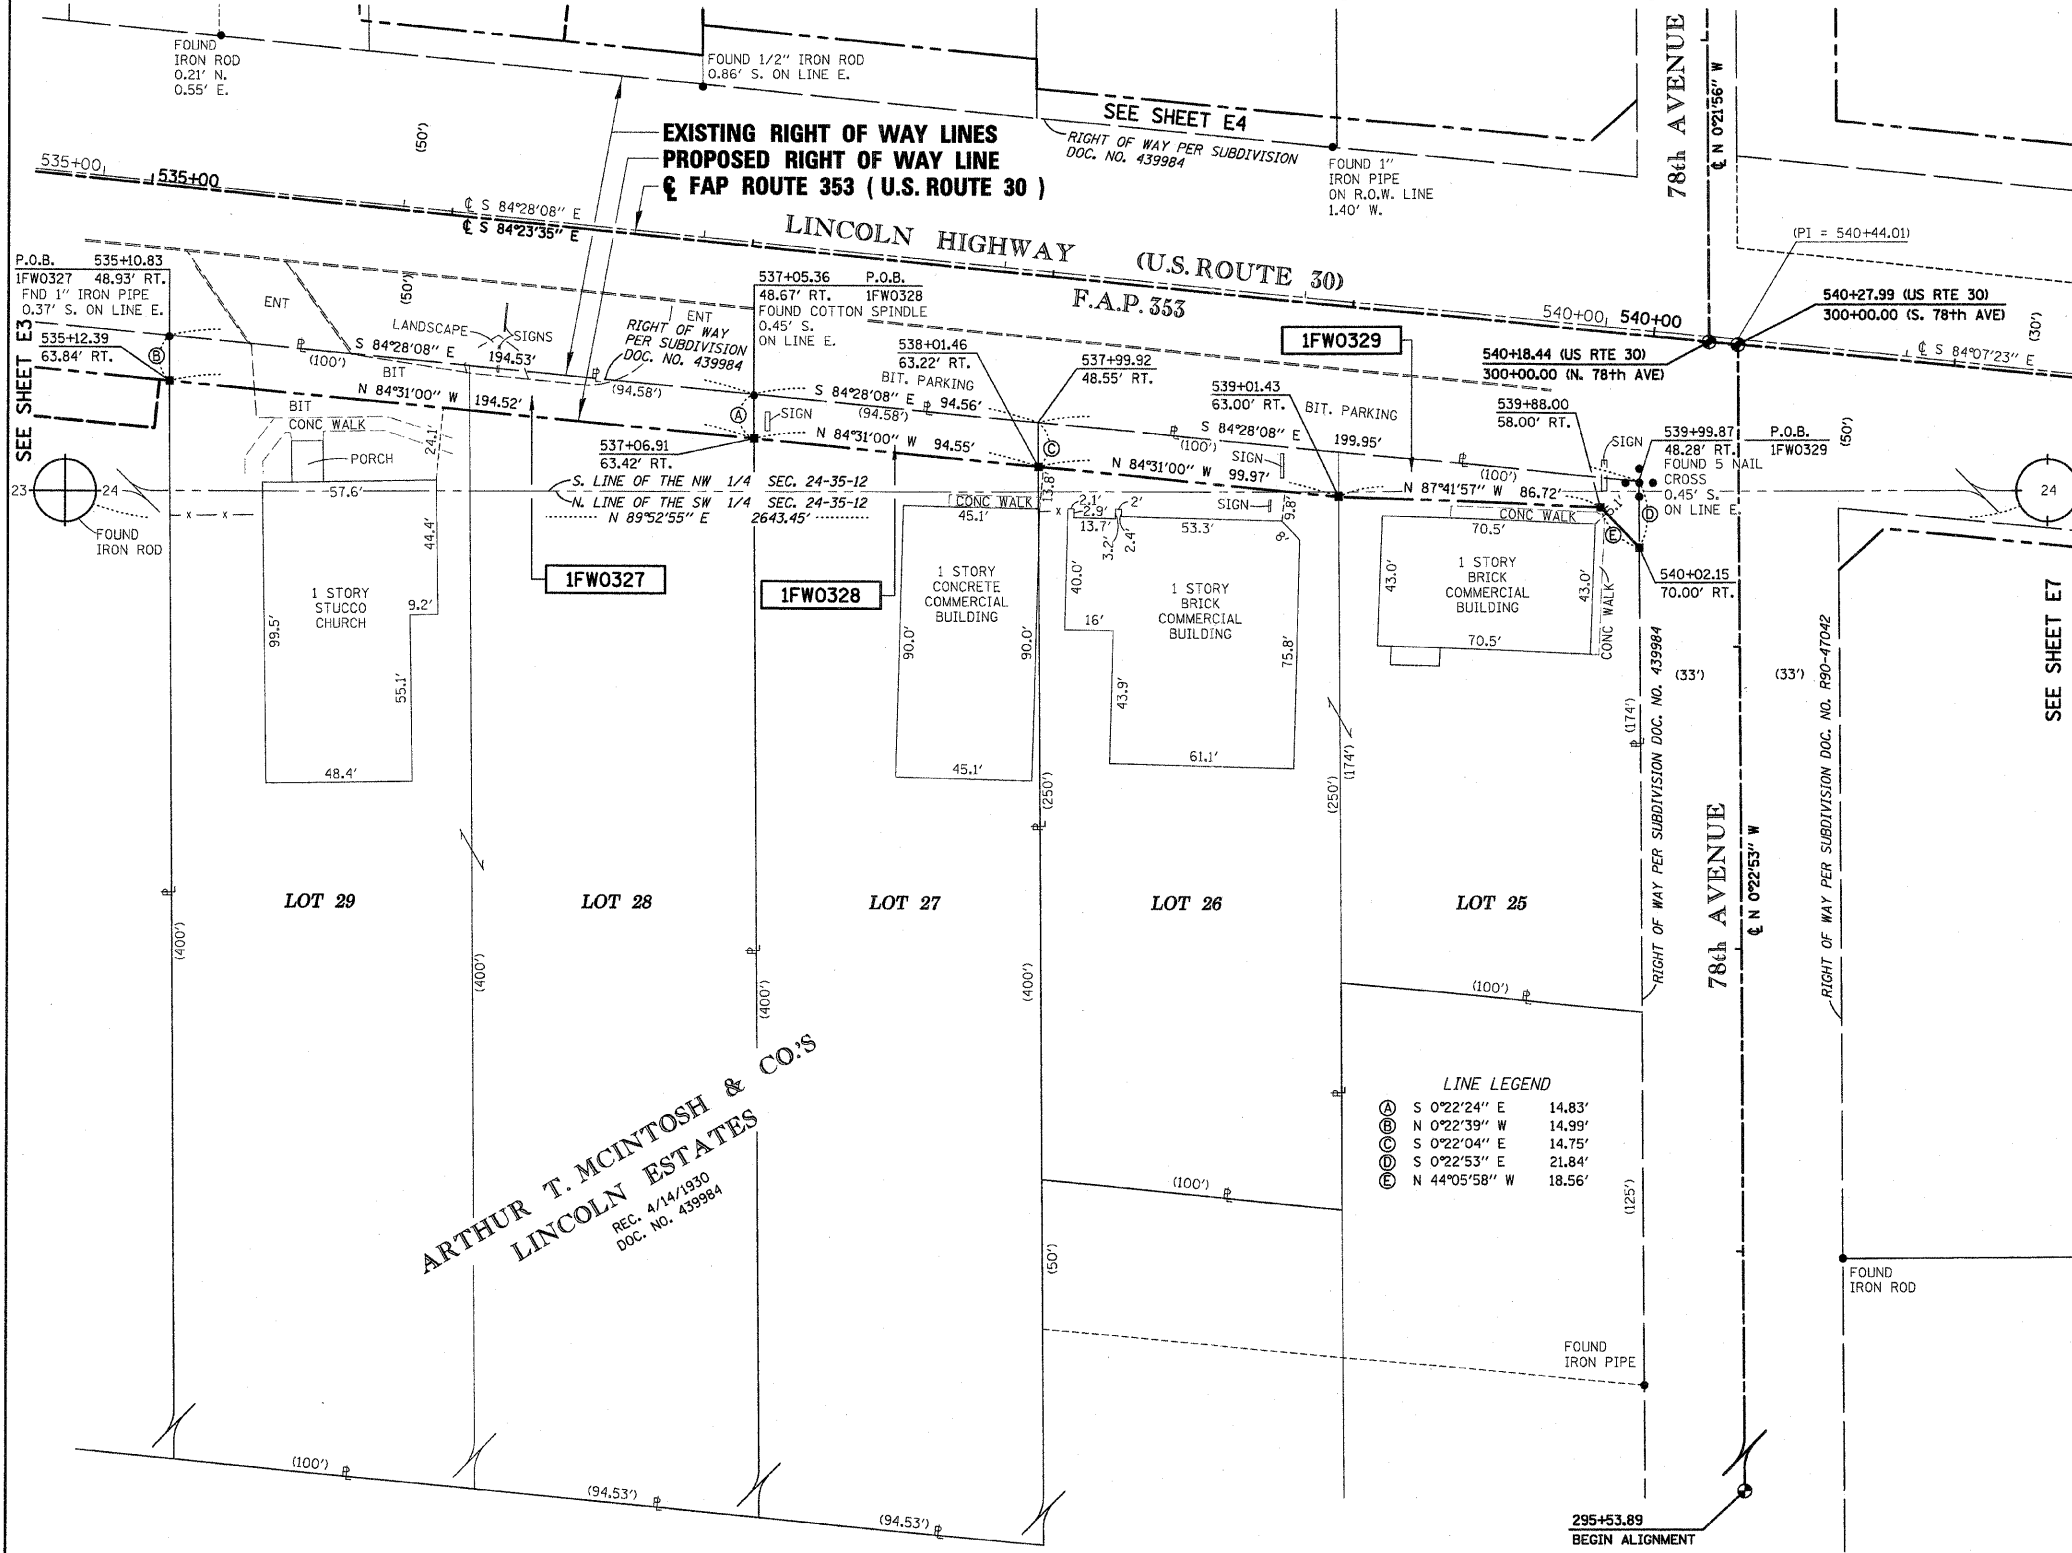 FOUND
IRON ROD
0.21' N.
0.55' E.
(50')
FOUND 1/2" IRON ROD
0.86' S. ON LINE E.
EXISTING RIGHT OF WAY LINES
PROPOSED RIGHT OF WAY LINE
℄ FAP ROUTE 353 ( U.S. ROUTE 30 )
SEE SHEET E4
RIGHT OF WAY PER SUBDIVISION
DOC. NO. 439984
FOUND 1"
IRON PIPE
ON R.O.W. LINE
1.40' W.
78th AVENUE
℄ N 0°21'56" W
(PI = 540+44.01)
535+00
535+00
℄ S 84°28'08" E
℄ S 84°23'35" E
LINCOLN HIGHWAY (U.S. ROUTE 30)
F.A.P. 353
540+00
540+00
540+27.99 (US RTE 30)
300+00.00 (S. 78th AVE)
(30')
540+18.44 (US RTE 30)
300+00.00 (N. 78th AVE)
℄ S 84°07'23" E
P.O.B. 535+10.83
1FW0327 48.93' RT.
FND 1" IRON PIPE
0.37' S. ON LINE E.
535+12.39
63.84' RT.
SEE SHEET E3
B
ENT
(50')
LANDSCAPE
SIGNS
ENT
RIGHT OF WAY
PER SUBDIVISION
DOC. NO. 439984
(100')
S 84°28'08" E 194.53'
BIT
(94.58')
N 84°31'00" W 194.52'
BIT
CONC WALK
PORCH
24.1'
537+05.36 P.O.B.
48.67' RT. 1FW0328
FOUND COTTON SPINDLE
0.45' S.
ON LINE E.
538+01.46
63.22' RT.
BIT. PARKING
537+99.92
48.55' RT.
1FW0329
539+01.43
63.00' RT.
BIT. PARKING
539+88.00
58.00' RT.
SIGN
539+99.87 P.O.B.
48.28' RT. 1FW0329
FOUND 5 NAIL
CROSS
0.45' S.
ON LINE E
(50')
A
SIGN
S 84°28'08" E 94.56'
(94.58')
N 84°31'00" W 94.55'
C
S 84°28'08" E 199.95'
(100')
(100')
SIGN
N 84°31'00" W 99.97'
SIGN
N 87°41'57" W 86.72'
D
E
537+06.91
63.42' RT.
S. LINE OF THE NW 1/4 SEC. 24-35-12
N. LINE OF THE SW 1/4 SEC. 24-35-12
N 89°52'55" E 2643.45'
23
24
24
FOUND
IRON ROD
x x
57.6'
44.4'
9.2'
99.5'
55.1'
48.4'
1 STORY
STUCCO
CHURCH
1FW0327
1FW0328
CONC WALK
45.1'
13.8'
1 STORY
CONCRETE
COMMERCIAL
BUILDING
90.0'
90.0'
45.1'
x
2.1'
2.9'
2'
13.7'
3.2'
2.4'
53.3'
9.8'
8'
40.0'
16'
43.9'
75.8'
61.1'
1 STORY
BRICK
COMMERCIAL
BUILDING
CONC WALK
70.5'
43.0'
43.0'
70.5'
1 STORY
BRICK
COMMERCIAL
BUILDING
CONC WALK
540+02.15
70.00' RT.
SEE SHEET E7
(33')
(33')
RIGHT OF WAY PER SUBDIVISION DOC. NO. 439984
RIGHT OF WAY PER SUBDIVISION DOC. NO. R90-47042
(174')
(174')
(250')
(250')
LOT 29
LOT 28
LOT 27
LOT 26
LOT 25
78th AVENUE
℄ N 0°22'53" W
(400')
(400')
(400')
(400')
(100')
ARTHUR T. MCINTOSH & CO.'S
LINCOLN ESTATES
REC. 4/14/1930
DOC. NO. 439984
LINE LEGEND
A S 0°22'24" E 14.83'
B N 0°22'39" W 14.99'
C S 0°22'04" E 14.75'
D S 0°22'53" E 21.84'
E N 44°05'58" W 18.56'
(100')
(125')
(50')
FOUND
IRON ROD
FOUND
IRON PIPE
(100')
(94.53')
(94.53')
295+53.89
BEGIN ALIGNMENT